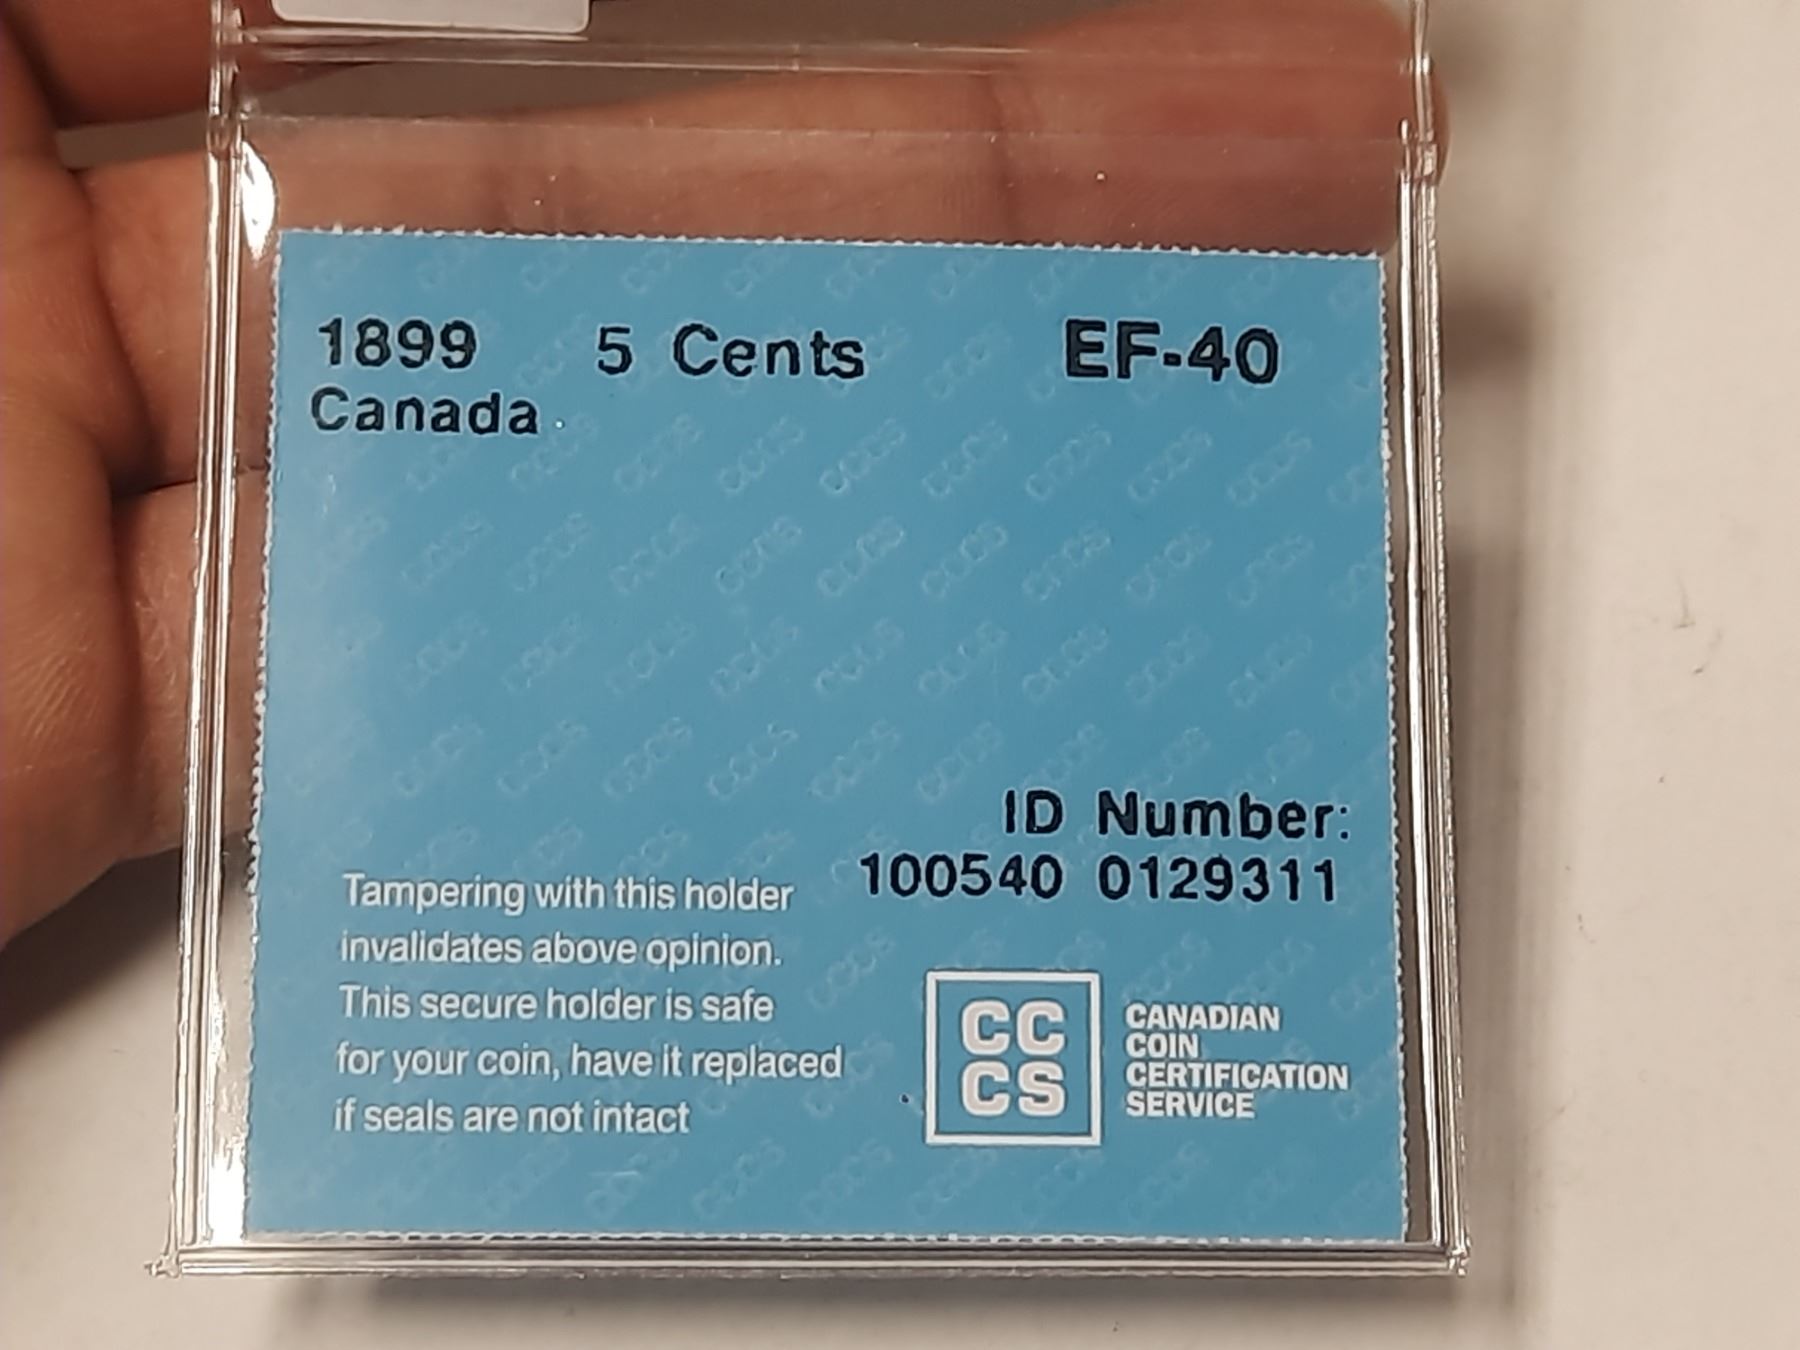 1899 5 Cents EF-40
Canada
ID Number:
100540 0129311
Tampering with this holder
invalidates above opinion.
This secure holder is safe
for your coin, have it replaced
if seals are not intact
CC
CS
CANADIAN
COIN
CERTIFICATION
SERVICE